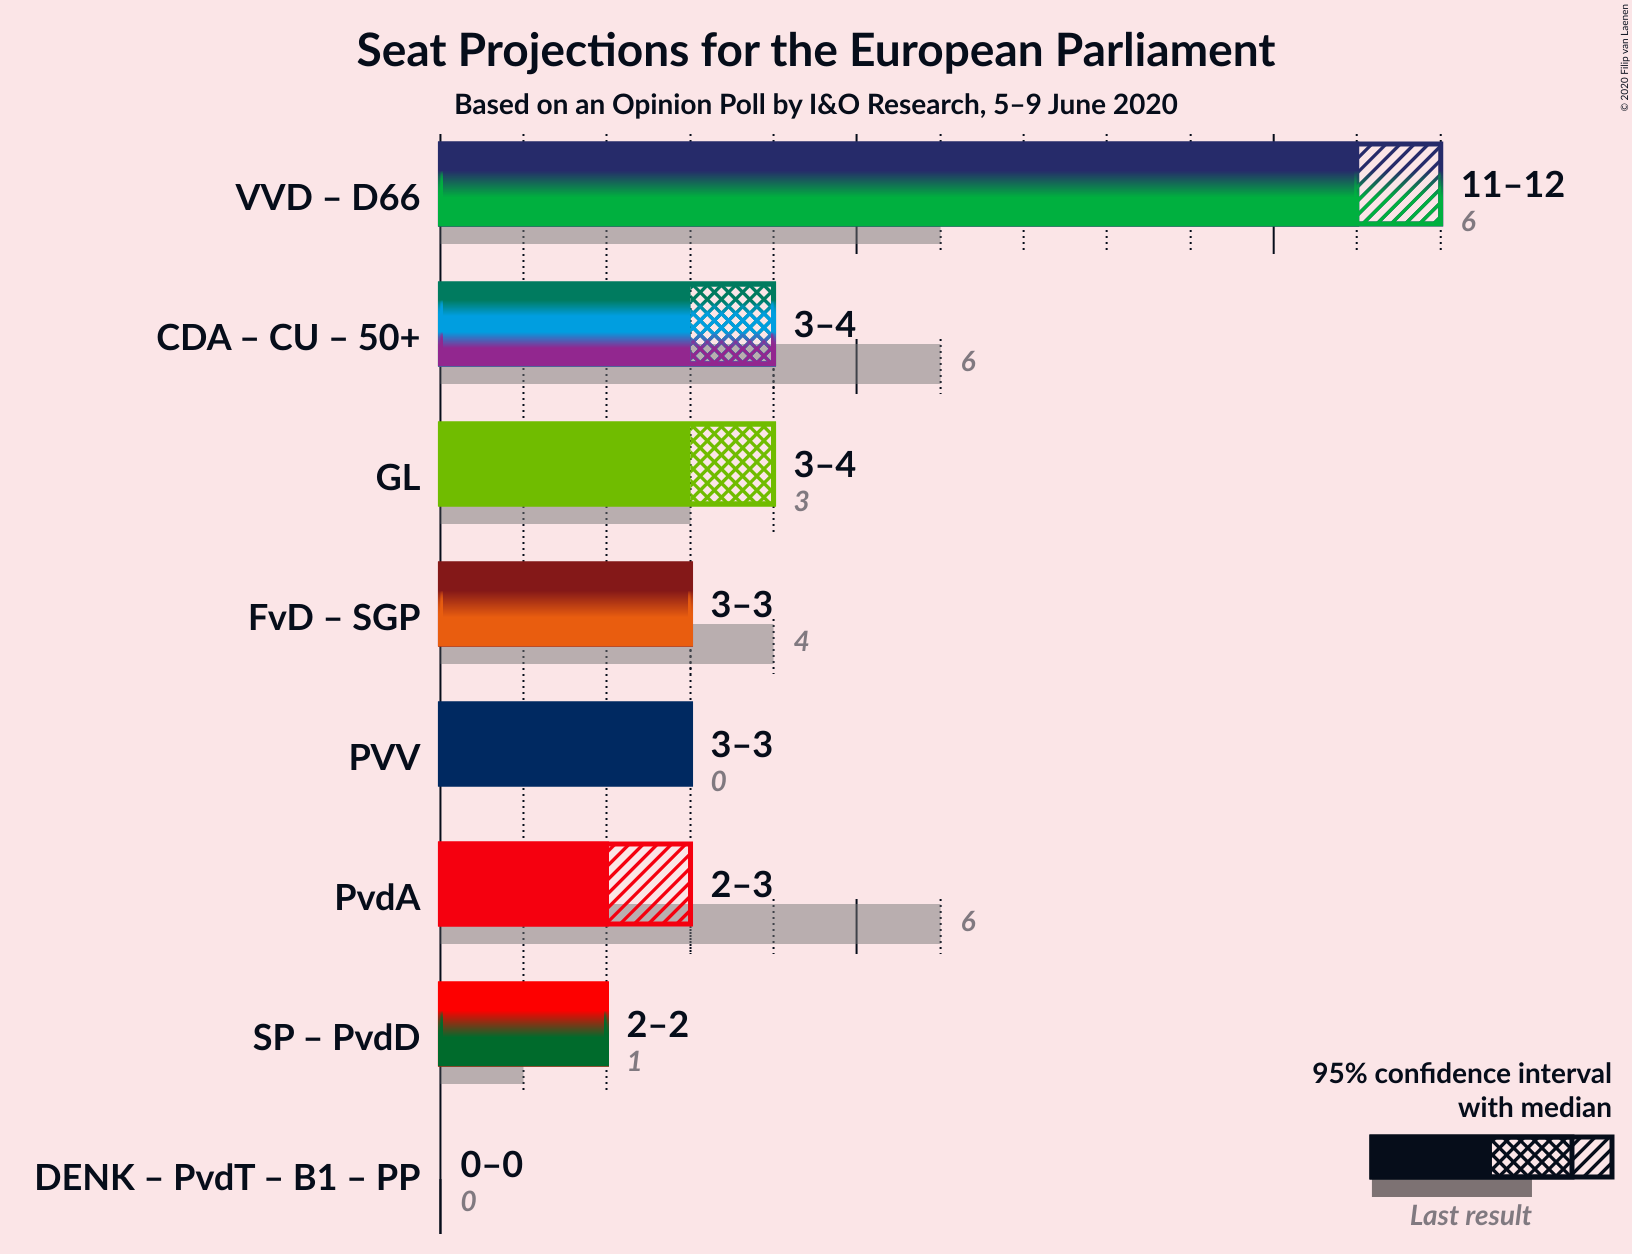 Seat Projections for the European Parliament
Based on an Opinion Poll by I&O Research, 5–9 June 2020
© 2020 Filip van Laenen
VVD – D66
11–12
6
CDA – CU – 50+
3–4
6
GL
3–4
3
FvD – SGP
3–3
4
PVV
3–3
0
PvdA
2–3
6
SP – PvdD
2–2
1
DENK – PvdT – B1 – PP
0–0
0
95% confidence interval
with median
Last result